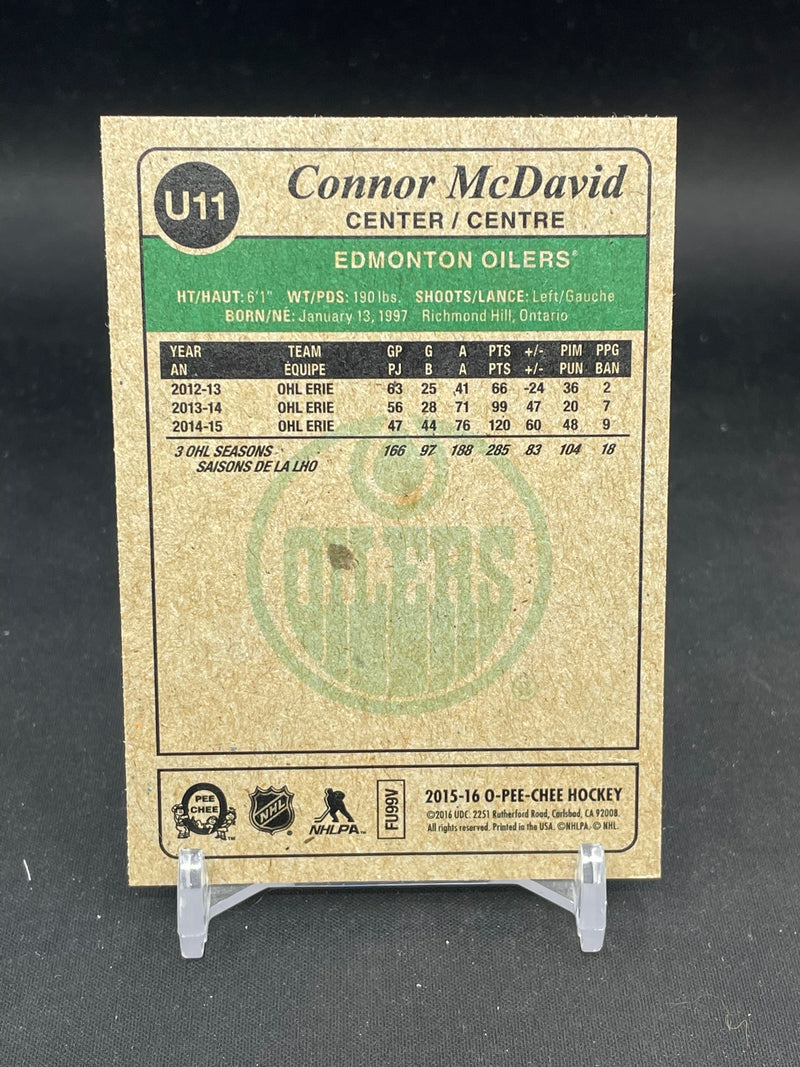 U11
Connor McDavid
CENTER / CENTRE
EDMONTON OILERS®
HT/HAUT: 6'1" WT/PDS: 190 lbs. SHOOTS/LANCE: Left/Gauche
BORN/NÉ: January 13, 1997 Richmond Hill, Ontario
YEAR TEAM GP G A PTS +/- PIM PPG
AN ÉQUIPE PJ B A PTS +/- PUN BAN
2012-13 OHL ERIE 63 25 41 66 -24 36 2
2013-14 OHL ERIE 56 28 71 99 47 20 7
2014-15 OHL ERIE 47 44 76 120 60 48 9
3 OHL SEASONS 166 97 188 285 83 104 18
SAISONS DE LA LHO
OILERS
®
PEE
CHEE
™
NHL
®
NHLPA™
FU99V
2015-16 O-PEE-CHEE HOCKEY
©2016 UDC. 2251 Rutherford Road, Carlsbad, CA 92008.
All rights reserved. Printed in the USA. ©NHLPA. © NHL.